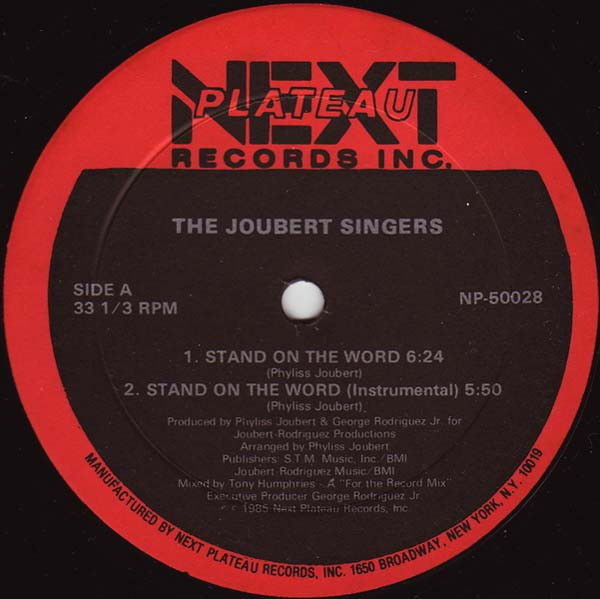 NEXT
PLATEAU
RECORDS INC.
THE JOUBERT SINGERS
SIDE A
33 1/3 RPM
NP-50028
1. STAND ON THE WORD 6:24
(Phyliss Joubert)
2. STAND ON THE WORD (Instrumental) 5:50
(Phyliss Joubert)
Produced by Phyliss Joubert & George Rodriguez Jr. for
Joubert-Rodriguez Productions
Arranged by Phyliss Joubert
Publishers: S.T.M. Music, Inc./BMI
Joubert-Rodriguez Music/BMI
Mixed by Tony Humphries - A "For the Record Mix"
Executive Producer George Rodriguez Jr.
℗ © 1985 Next Plateau Records, Inc.
MANUFACTURED BY NEXT PLATEAU RECORDS, INC. 1650 BROADWAY, NEW YORK, N.Y. 10019